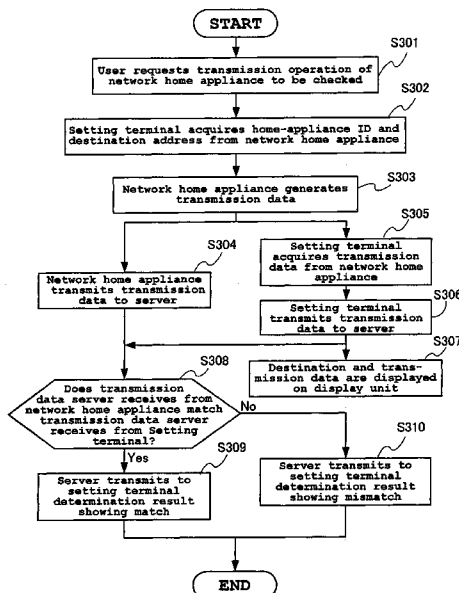 START
S301
User requests transmission operation of
network home appliance to be checked
S302
Setting terminal acquires home-appliance ID and
destination address from network home appliance
S303
Network home appliance generates
transmission data
S304
Network home appliance
transmits transmission
data to server
S305
Setting terminal
acquires transmission
data from network home
appliance
S306
Setting terminal
transmits transmission
data to server
S307
Destination and trans-
mission data are displayed
on display unit
S308
Does transmission
data server receives from
network home appliance match
transmission data server
receives from Setting
terminal?
No
Yes
S309
Server transmits to
setting terminal
determination result
showing match
S310
Server transmits to
setting terminal
determination result
showing mismatch
END